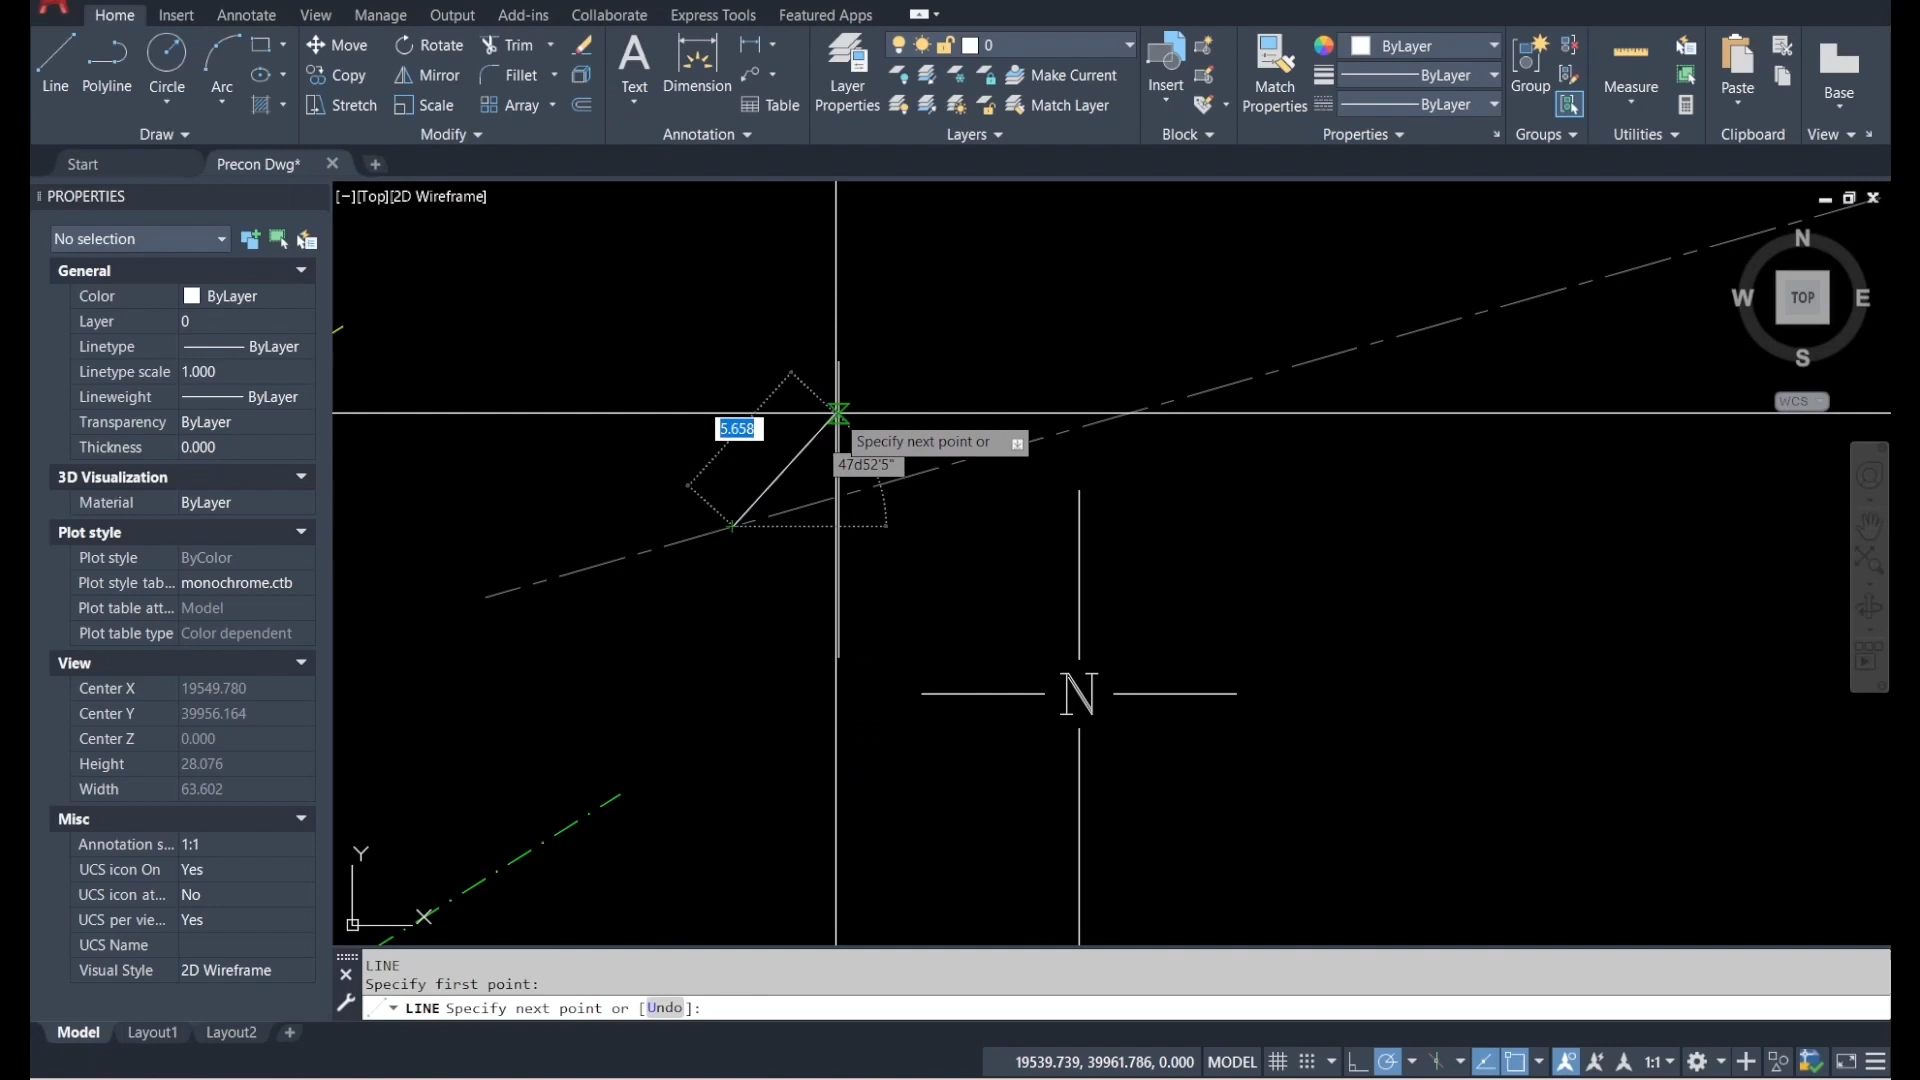 Home Insert Annotate View Manage Output Add-ins Collaborate Express Tools Featured Apps
Line Polyline Circle Arc
Move Rotate Trim
Copy Mirror Fillet
Stretch Scale Array
Text Dimension Table
Layer Properties
0
Make Current
Match Layer
Insert
Match Properties
ByLayer
ByLayer
ByLayer
Group
Measure
Paste
Base
Draw Modify Annotation Layers Block Properties Groups Utilities Clipboard View
Start Precon Dwg*
PROPERTIES
[−][Top][2D Wireframe]
No selection
General
Color ByLayer
Layer 0
Linetype ByLayer
Linetype scale 1.000
Lineweight ByLayer
Transparency ByLayer
Thickness 0.000
3D Visualization
Material ByLayer
Plot style
Plot style ByColor
Plot style tab... monochrome.ctb
Plot table att... Model
Plot table type Color dependent
View
Center X 19549.780
Center Y 39956.164
Center Z 0.000
Height 28.076
Width 63.602
Misc
Annotation s... 1:1
UCS icon On Yes
UCS icon at... No
UCS per vie... Yes
UCS Name
Visual Style 2D Wireframe
N
W TOP E
S
WCS
5.658
Specify next point or
47d52'5"
N
Y
X
LINE
Specify first point:
LINE Specify next point or [Undo]:
Model Layout1 Layout2
19539.739, 39961.786, 0.000 MODEL 1:1